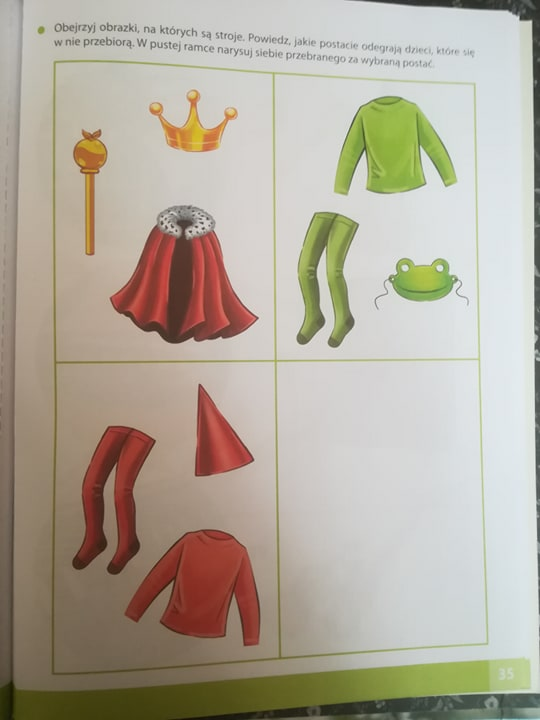 Obejrzyj obrazki, na których są stroje. Powiedz, jakie postacie odegrają dzieci, które się
w nie przebiorą. W pustej ramce narysuj siebie przebranego za wybraną postać.
35